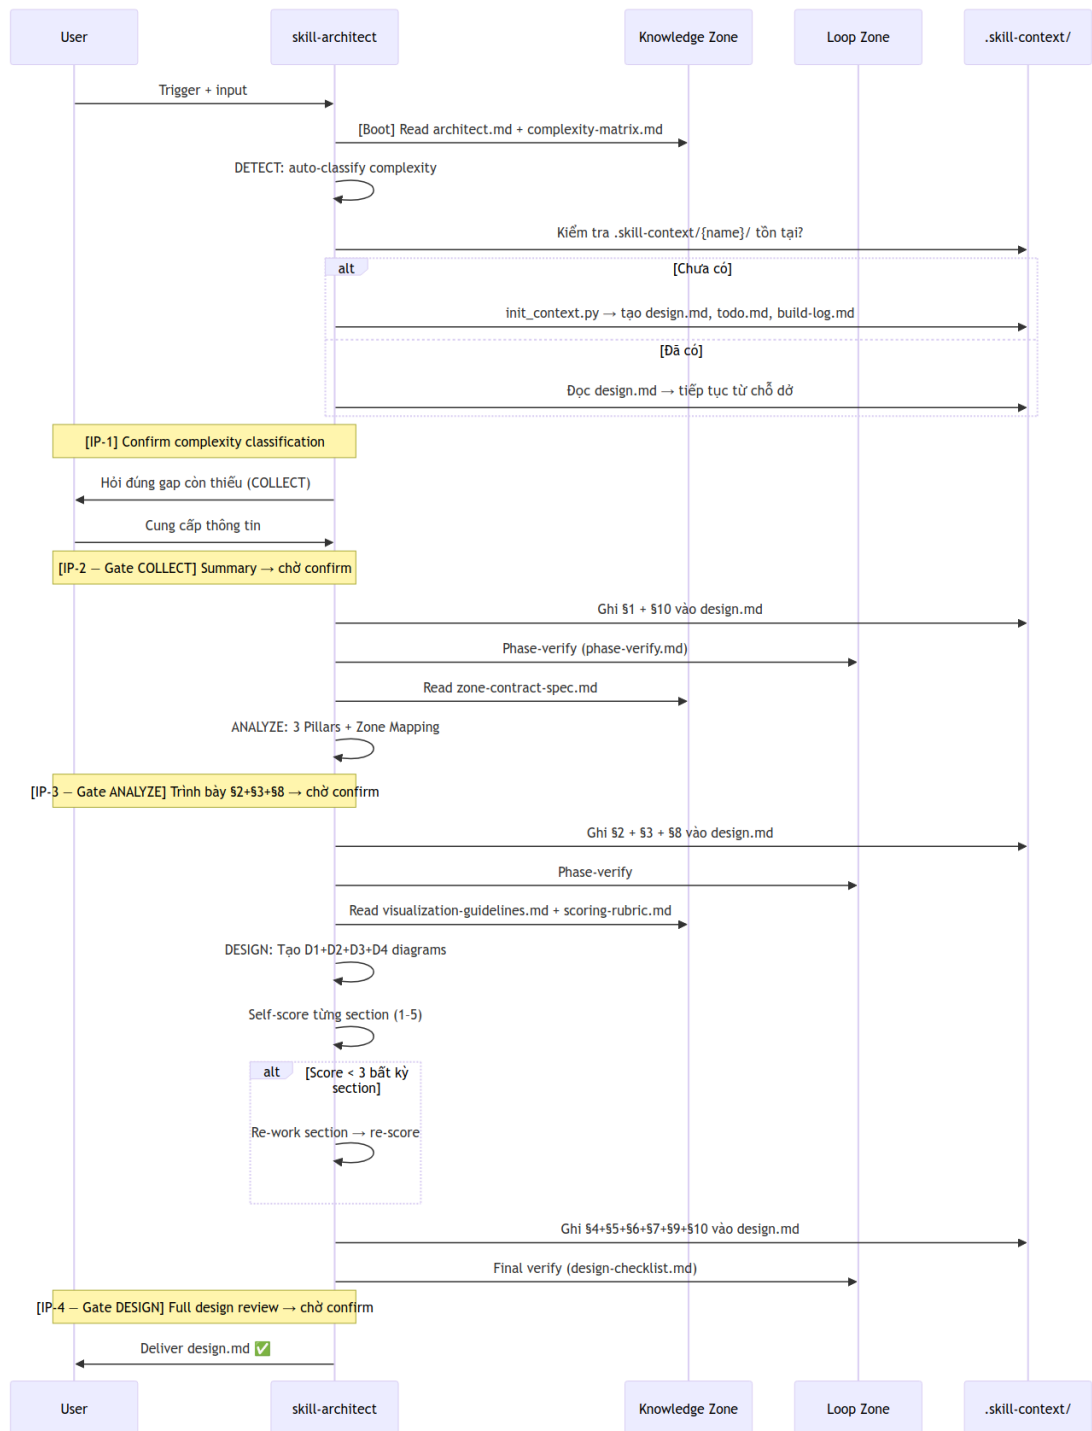 User
skill-architect
Knowledge Zone
Loop Zone
.skill-context/
Trigger + input
[Boot] Read architect.md + complexity-matrix.md
DETECT: auto-classify complexity
Kiểm tra .skill-context/{name}/ tồn tại?
alt
[Chưa có]
init_context.py → tạo design.md, todo.md, build-log.md
[Đã có]
Đọc design.md → tiếp tục từ chỗ dở
[IP-1] Confirm complexity classification
Hỏi đúng gap còn thiếu (COLLECT)
Cung cấp thông tin
[IP-2 — Gate COLLECT] Summary → chờ confirm
Ghi §1 + §10 vào design.md
Phase-verify (phase-verify.md)
Read zone-contract-spec.md
ANALYZE: 3 Pillars + Zone Mapping
[IP-3 — Gate ANALYZE] Trình bày §2+§3+§8 → chờ confirm
Ghi §2 + §3 + §8 vào design.md
Phase-verify
Read visualization-guidelines.md + scoring-rubric.md
DESIGN: Tạo D1+D2+D3+D4 diagrams
Self-score từng section (1-5)
alt
[Score < 3 bất kỳ
section]
Re-work section → re-score
Ghi §4+§5+§6+§7+§9+§10 vào design.md
Final verify (design-checklist.md)
[IP-4 — Gate DESIGN] Full design review → chờ confirm
Deliver design.md ✅
User
skill-architect
Knowledge Zone
Loop Zone
.skill-context/